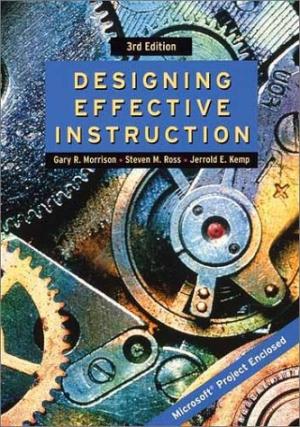 3rd Edition
DESIGNING
EFFECTIVE
INSTRUCTION
Gary R. Morrison • Steven M. Ross • Jerrold E. Kemp
Microsoft® Project Enclosed